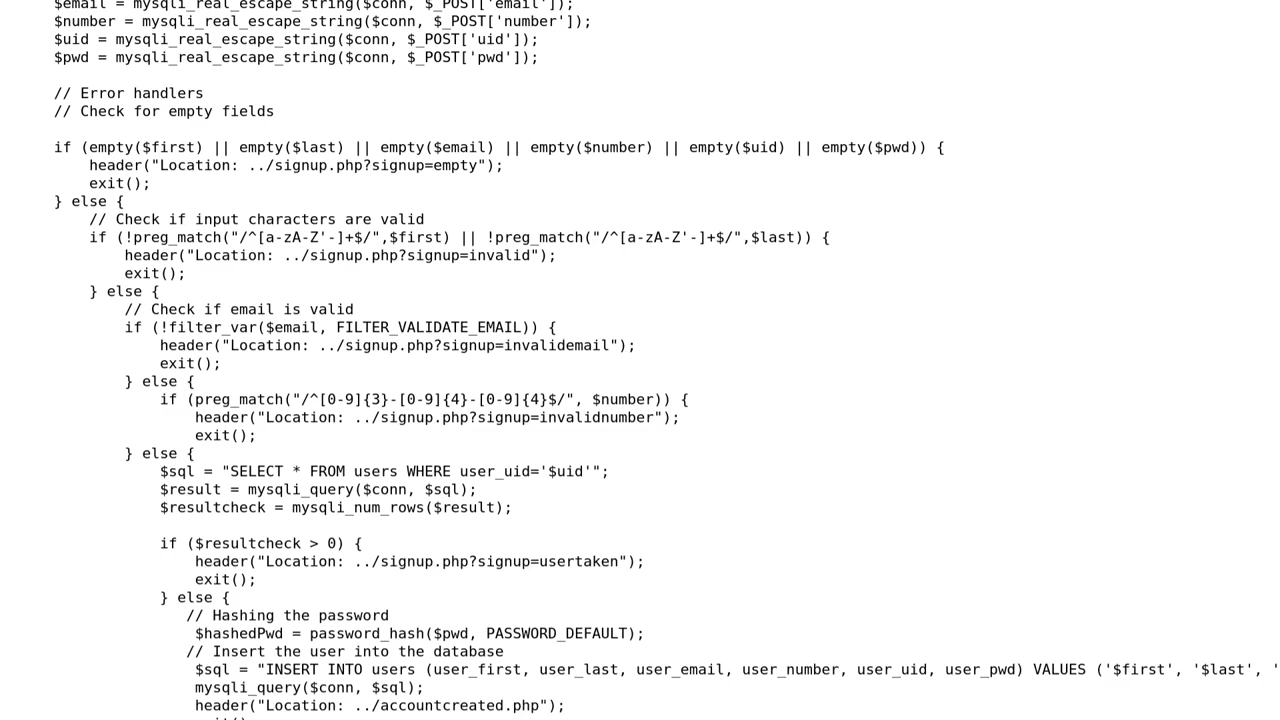 $email = mysqli_real_escape_string($conn, $_POST['email']);
$number = mysqli_real_escape_string($conn, $_POST['number']);
$uid = mysqli_real_escape_string($conn, $_POST['uid']);
$pwd = mysqli_real_escape_string($conn, $_POST['pwd']);

// Error handlers
// Check for empty fields

if (empty($first) || empty($last) || empty($email) || empty($number) || empty($uid) || empty($pwd)) {
    header("Location: ../signup.php?signup=empty");
    exit();
} else {
    // Check if input characters are valid
    if (!preg_match("/^[a-zA-Z'-]+$/",$first) || !preg_match("/^[a-zA-Z'-]+$/",$last)) {
        header("Location: ../signup.php?signup=invalid");
        exit();
    } else {
        // Check if email is valid
        if (!filter_var($email, FILTER_VALIDATE_EMAIL)) {
            header("Location: ../signup.php?signup=invalidemail");
            exit();
        } else {
            if (preg_match("/^[0-9]{3}-[0-9]{4}-[0-9]{4}$/", $number)) {
                header("Location: ../signup.php?signup=invalidnumber");
                exit();
        } else {
            $sql = "SELECT * FROM users WHERE user_uid='$uid'";
            $result = mysqli_query($conn, $sql);
            $resultcheck = mysqli_num_rows($result);

            if ($resultcheck > 0) {
                header("Location: ../signup.php?signup=usertaken");
                exit();
            } else {
               // Hashing the password
                $hashedPwd = password_hash($pwd, PASSWORD_DEFAULT);
               // Insert the user into the database
                $sql = "INSERT INTO users (user_first, user_last, user_email, user_number, user_uid, user_pwd) VALUES ('$first', '$last', '
                mysqli_query($conn, $sql);
                header("Location: ../accountcreated.php");